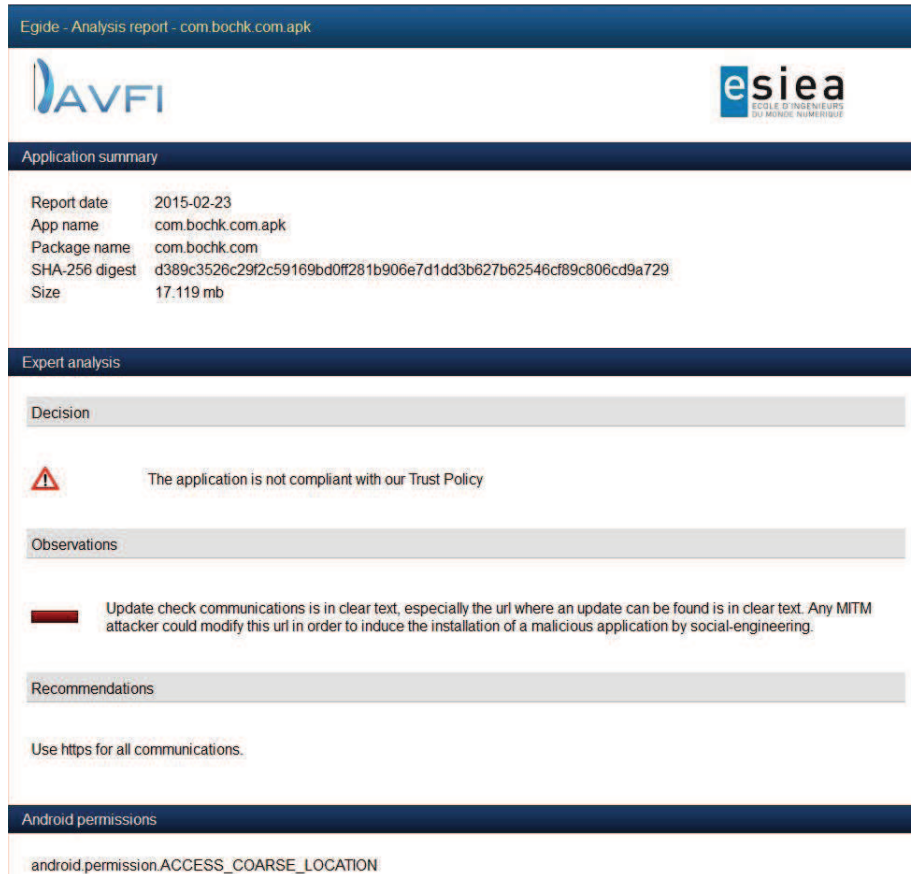 Egide - Analysis report - com.bochk.com.apk
DAVFI
esiea
ECOLE D'INGENIEURS
DU MONDE NUMERIQUE
Application summary
Report date 2015-02-23
App name com.bochk.com.apk
Package name com.bochk.com
SHA-256 digest d389c3526c29f2c59169bd0ff281b906e7d1dd3b627b62546cf89c806cd9a729
Size 17.119 mb
Expert analysis
Decision
The application is not compliant with our Trust Policy
Observations
Update check communications is in clear text, especially the url where an update can be found is in clear text. Any MITM
attacker could modify this url in order to induce the installation of a malicious application by social-engineering.
Recommendations
Use https for all communications.
Android permissions
android.permission.ACCESS_COARSE_LOCATION